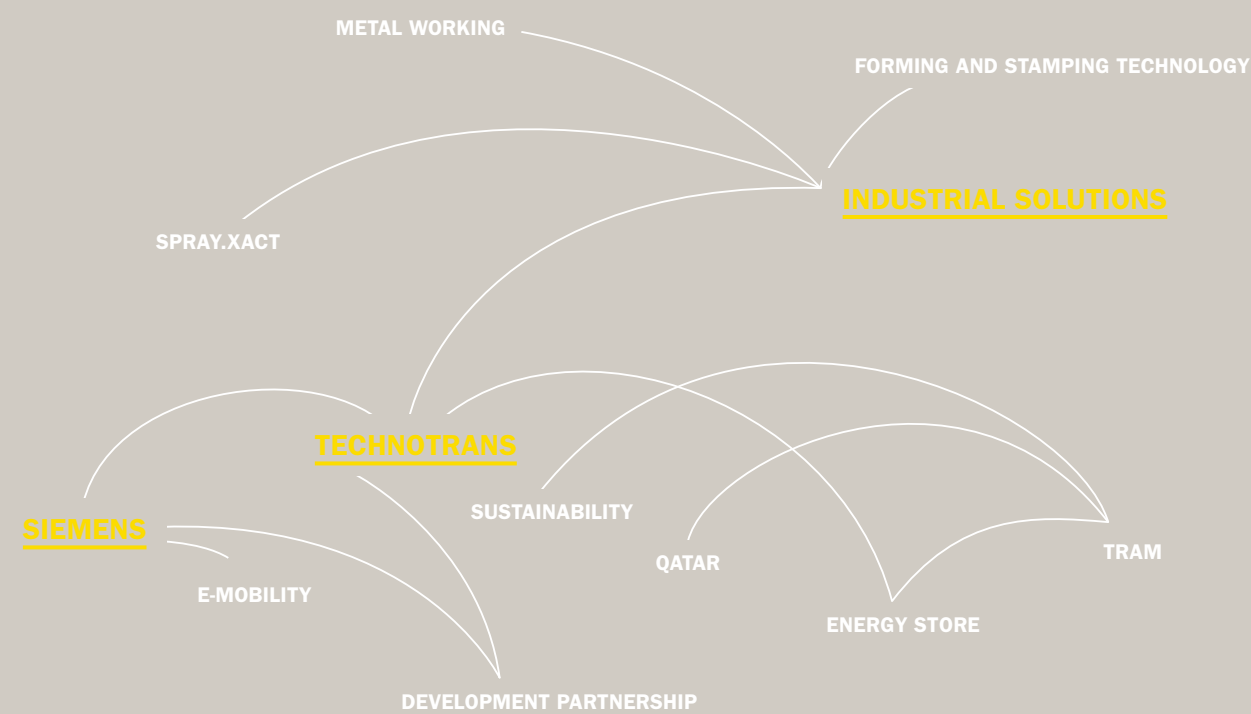 METAL WORKING
FORMING AND STAMPING TECHNOLOGY
INDUSTRIAL SOLUTIONS
SPRAY.XACT
TECHNOTRANS
SUSTAINABILITY
SIEMENS
QATAR
TRAM
E-MOBILITY
ENERGY STORE
DEVELOPMENT PARTNERSHIP